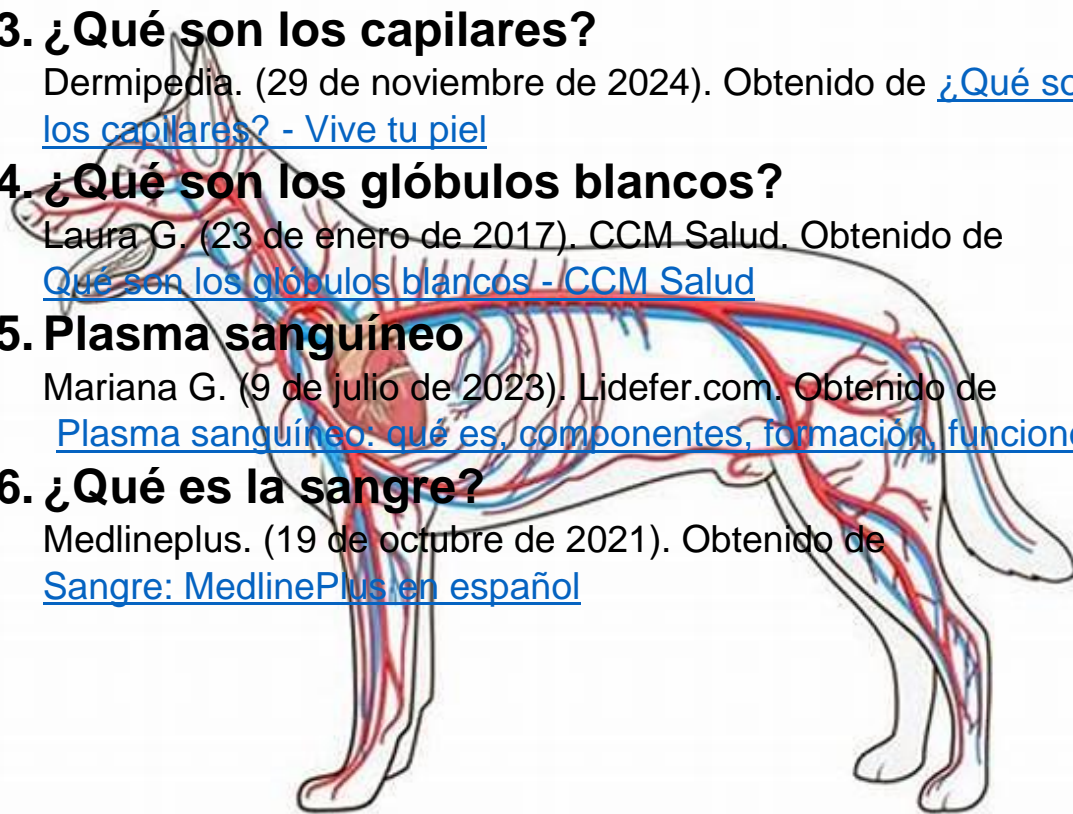 3. ¿Qué son los capilares?
Dermipedia. (29 de noviembre de 2024). Obtenido de ¿Qué so
los capilares? - Vive tu piel
4. ¿Qué son los glóbulos blancos?
Laura G. (23 de enero de 2017). CCM Salud. Obtenido de
Qué son los glóbulos blancos - CCM Salud
5. Plasma sanguíneo
Mariana G. (9 de julio de 2023). Lidefer.com. Obtenido de
Plasma sanguíneo: qué es, componentes, formación, funcione
6. ¿Qué es la sangre?
Medlineplus. (19 de octubre de 2021). Obtenido de
Sangre: MedlinePlus en español